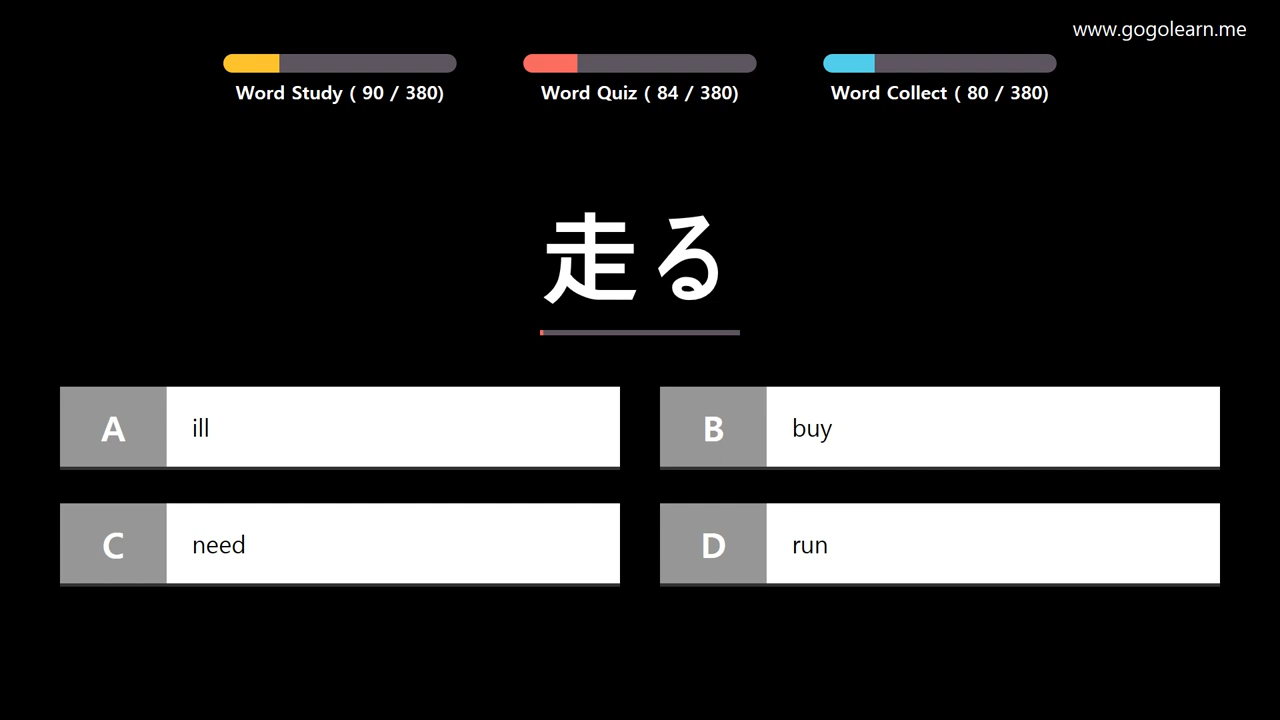 www.gogolearn.me
Word Study ( 90 / 380)
Word Quiz ( 84 / 380)
Word Collect ( 80 / 380)
走る
A ill
B buy
C need
D run